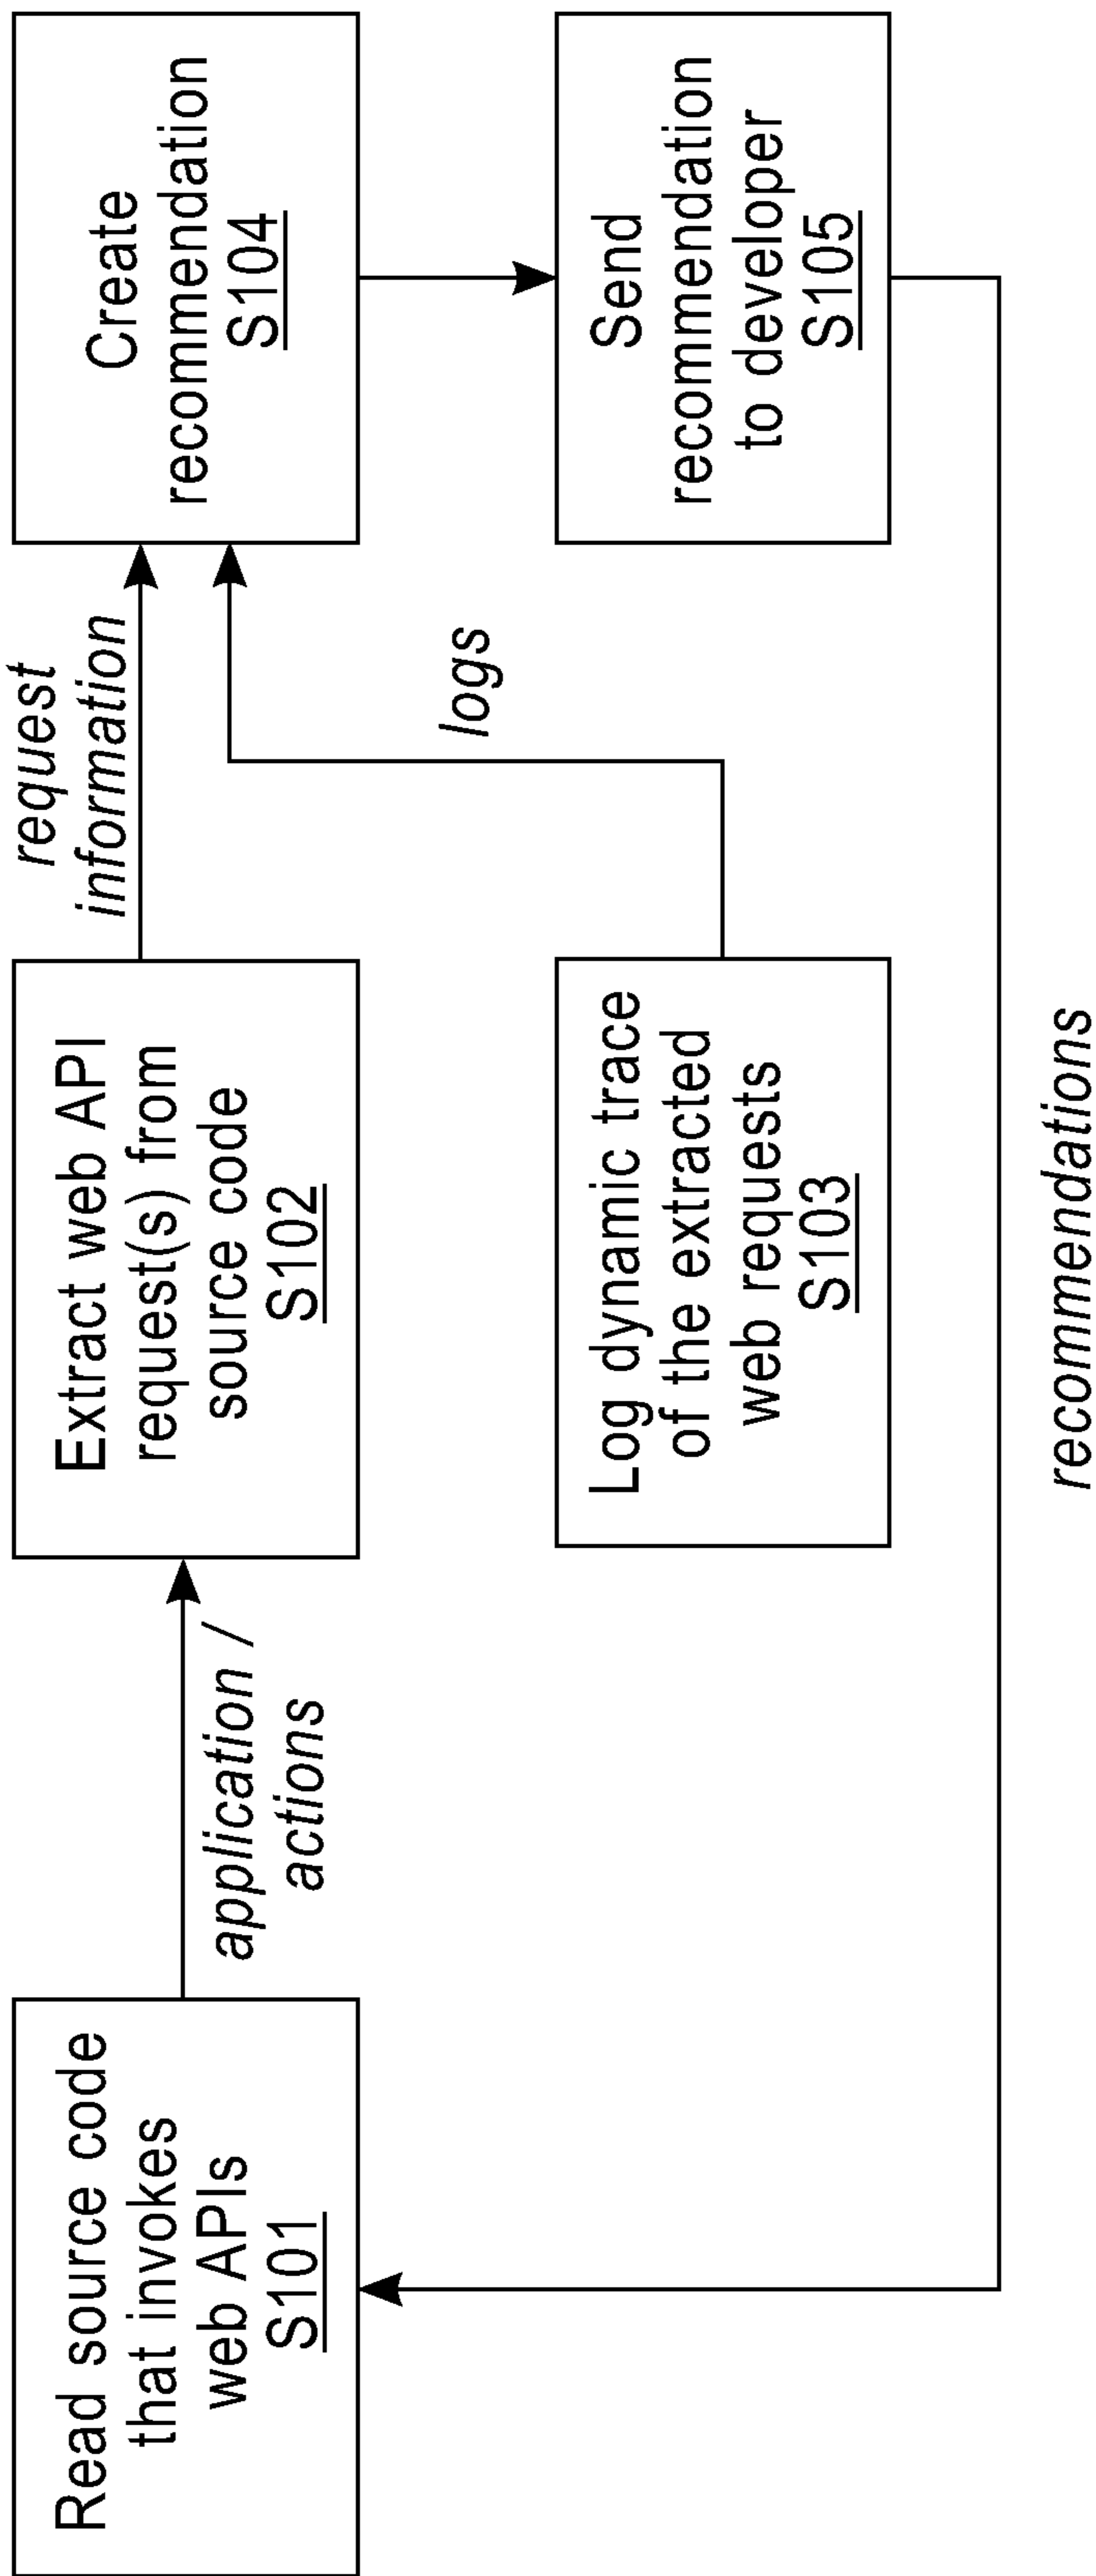 Read source code
that invokes
web APIs
S101
application /
actions
Extract web API
request(s) from
source code
S102
request
information
Create
recommendation
S104
Log dynamic trace
of the extracted
web requests
S103
logs
Send
recommendation
to developer
S105
recommendations